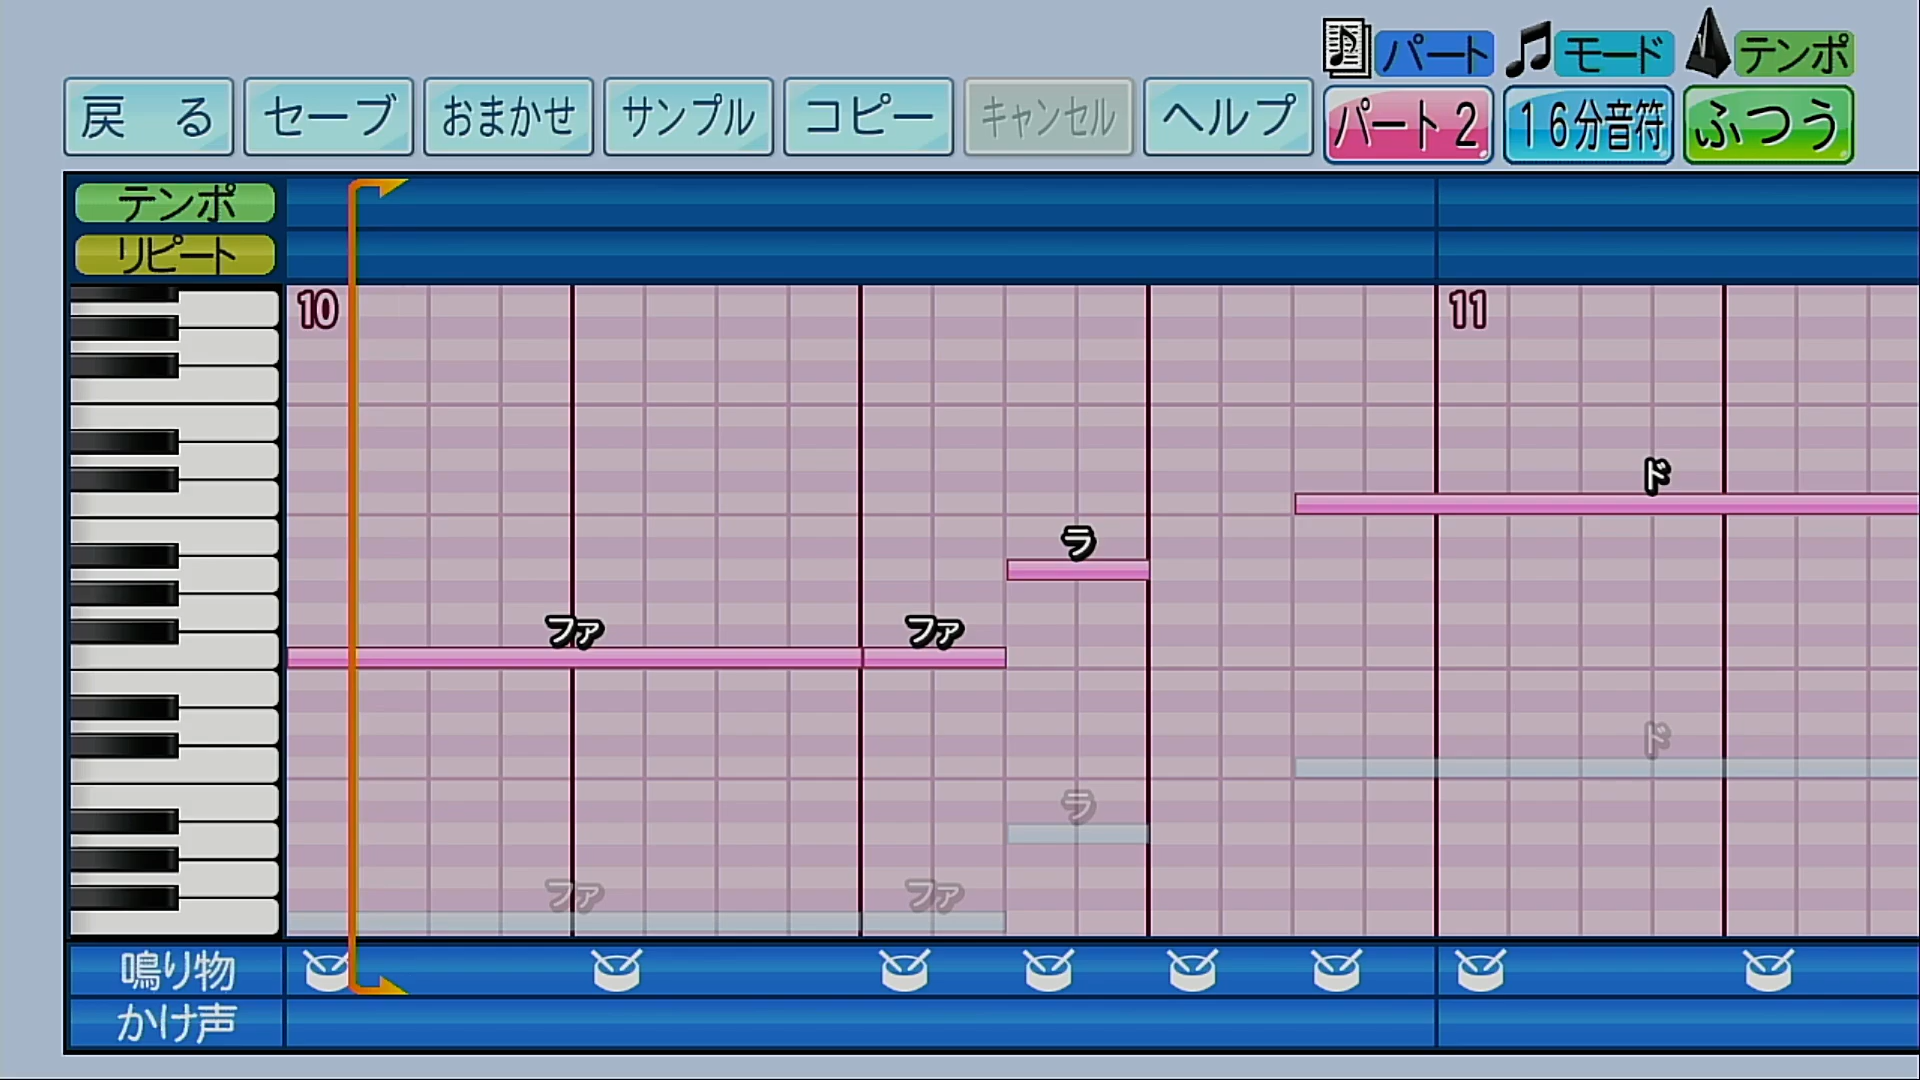 パート モード テンポ
戻る セーブ おまかせ サンプル コピー キャンセル ヘルプ パート2 16分音符 ふつう
テンポ
リピート
10 11
ド
ラ
ファ ファ
ド
ラ
ファ ファ
鳴り物
かけ声